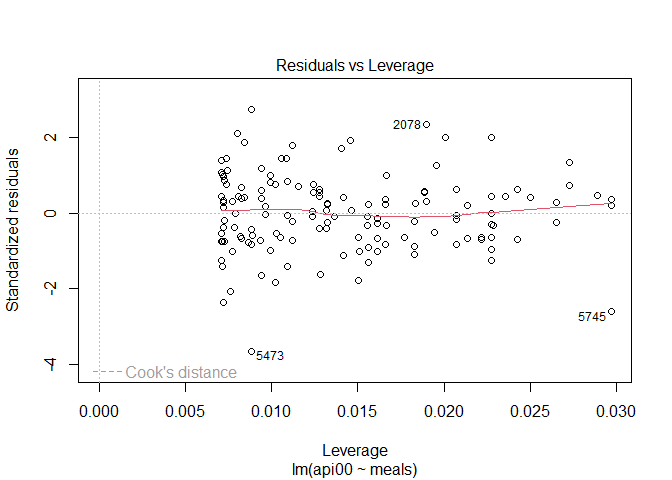 Residuals vs Leverage
Standardized residuals
2
0
-2
-4
2078
5745
5473
Cook's distance
0.000 0.005 0.010 0.015 0.020 0.025 0.030
Leverage
lm(api00 ~ meals)